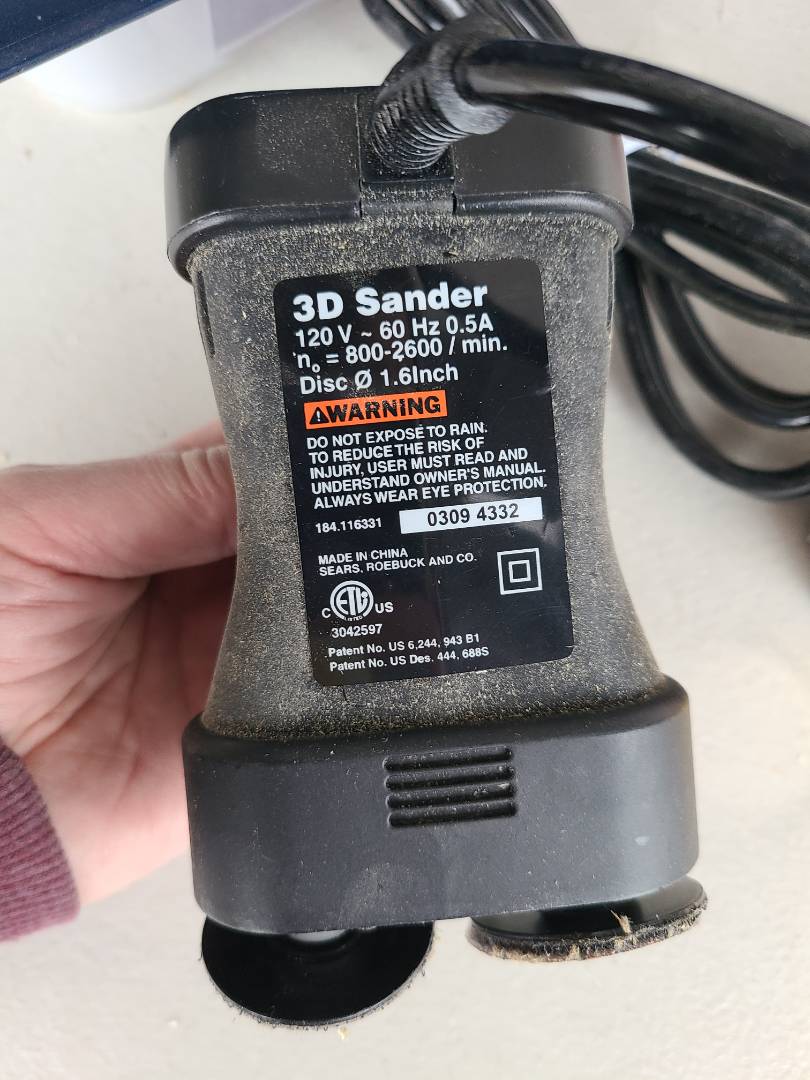 3D Sander
120 V ~ 60 Hz 0.5A
nₒ = 800-2600 / min.
Disc Ø 1.6Inch
⚠WARNING
DO NOT EXPOSE TO RAIN.
TO REDUCE THE RISK OF
INJURY, USER MUST READ AND
UNDERSTAND OWNER'S MANUAL.
ALWAYS WEAR EYE PROTECTION.
184.116331 0309 4332
MADE IN CHINA
SEARS, ROEBUCK AND CO.
C ETL US
LISTED
3042597
Patent No. US 6,244, 943 B1
Patent No. US Des. 444, 688S